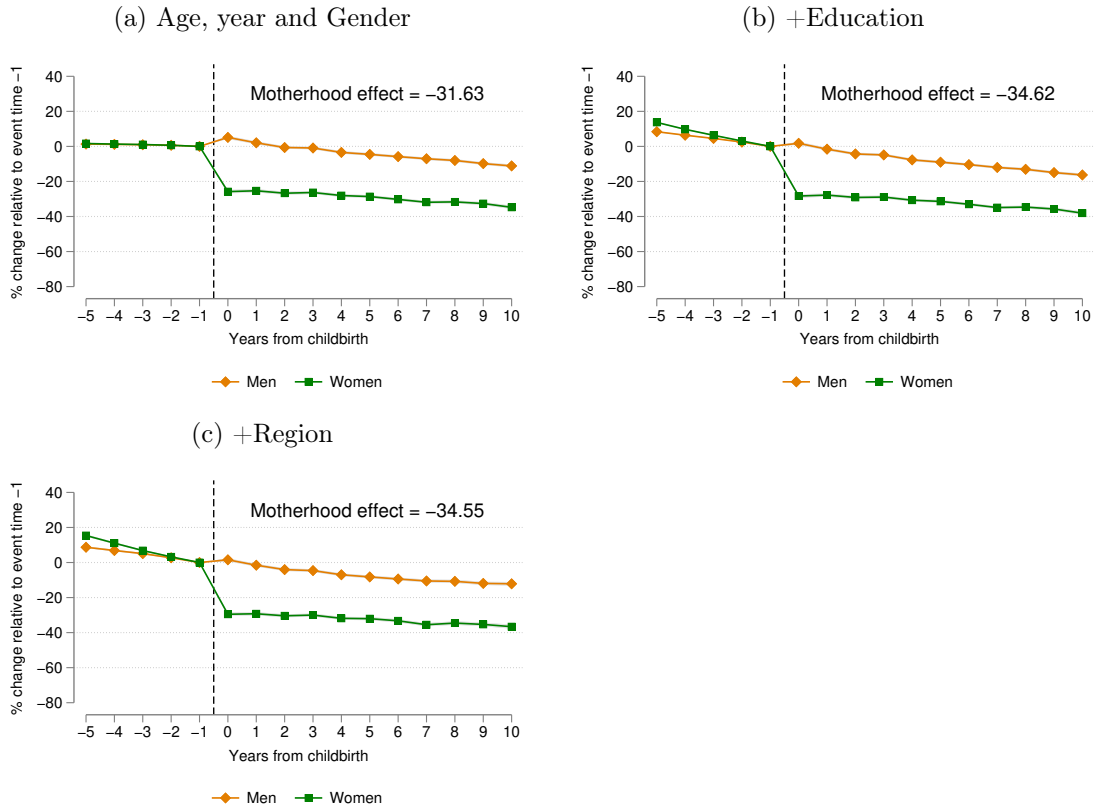 (a) Age, year and Gender
% change relative to event time −1
40
20
0
−20
−40
−60
−80
Motherhood effect = −31.63
−5 −4 −3 −2 −1 0 1 2 3 4 5 6 7 8 9 10
Years from childbirth
Men Women
(b) +Education
% change relative to event time −1
40
20
0
−20
−40
−60
−80
Motherhood effect = −34.62
−5 −4 −3 −2 −1 0 1 2 3 4 5 6 7 8 9 10
Years from childbirth
Men Women
(c) +Region
% change relative to event time −1
40
20
0
−20
−40
−60
−80
Motherhood effect = −34.55
−5 −4 −3 −2 −1 0 1 2 3 4 5 6 7 8 9 10
Years from childbirth
Men Women